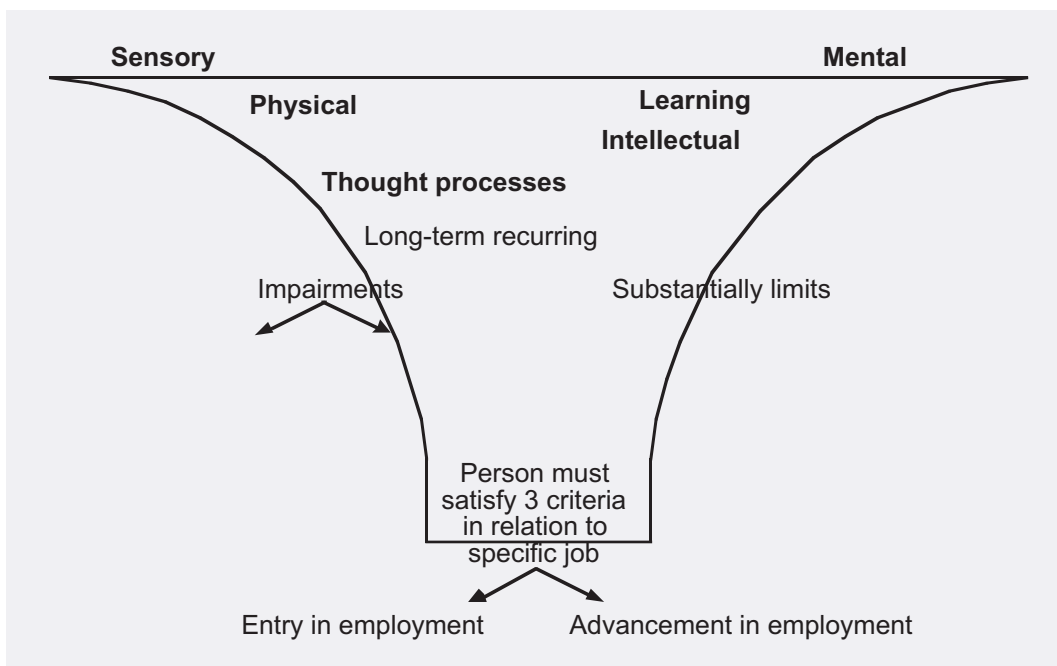 Sensory
Mental
Physical
Learning
Intellectual
Thought processes
Long-term recurring
Impairments
Substantially limits
Person must
satisfy 3 criteria
in relation to
specific job
Entry in employment
Advancement in employment